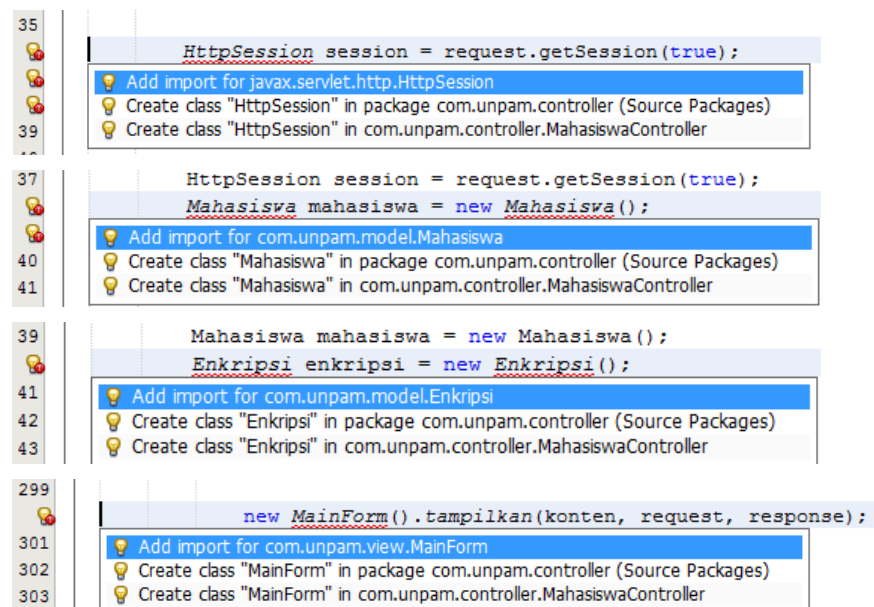 35
HttpSession session = request.getSession(true);
Add import for javax.servlet.http.HttpSession
Create class "HttpSession" in package com.unpam.controller (Source Packages)
39 Create class "HttpSession" in com.unpam.controller.MahasiswaController
37 HttpSession session = request.getSession(true);
Mahasiswa mahasiswa = new Mahasiswa();
Add import for com.unpam.model.Mahasiswa
40 Create class "Mahasiswa" in package com.unpam.controller (Source Packages)
41 Create class "Mahasiswa" in com.unpam.controller.MahasiswaController
39 Mahasiswa mahasiswa = new Mahasiswa();
Enkripsi enkripsi = new Enkripsi();
41 Add import for com.unpam.model.Enkripsi
42 Create class "Enkripsi" in package com.unpam.controller (Source Packages)
43 Create class "Enkripsi" in com.unpam.controller.MahasiswaController
299
new MainForm().tampilkan(konten, request, response);
301 Add import for com.unpam.view.MainForm
302 Create class "MainForm" in package com.unpam.controller (Source Packages)
303 Create class "MainForm" in com.unpam.controller.MahasiswaController